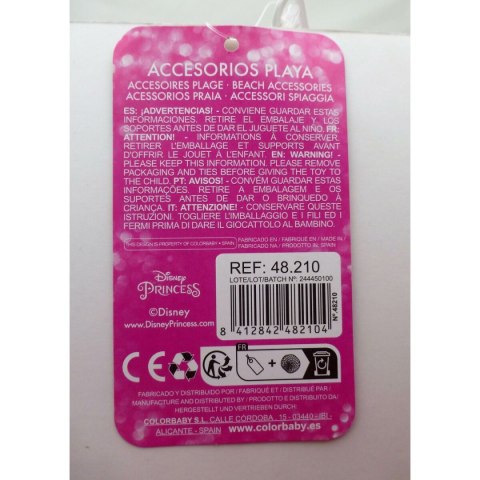 ACCESORIOS PLAYA
ACCESOIRES PLAGE · BEACH ACCESSORIES
ACESSORIOS PRAIA · ACCESSORI SPIAGGIA
ES: ¡ADVERTENCIAS! - CONVIENE GUARDAR ESTAS
INFORMACIONES. RETIRE EL EMBALAJE Y LOS
SOPORTES ANTES DE DAR EL JUGUETE AL NIÑO. FR:
ATTENTION! - INFORMATIONS À CONSERVER.
RETIRER L'EMBALLAGE ET SUPPORTS AVANT
D'OFFRIR LE JOUET À L'ENFANT. EN: WARNING! -
PLEASE KEEP THIS INFORMATION. PLEASE REMOVE
PACKAGING AND TIES BEFORE GIVING THE TOY TO
THE CHILD. PT: AVISOS! - CONVÉM GUARDAR ESTAS
INFORMAÇÕES. RETIRE A EMBALAGEM E OS
SUPORTES ANTES DE DAR O BRINQUEDO À
CRIANÇA. IT: ATTENZIONE! - CONSERVARE QUESTE
ISTRUZIONI. TOGLIERE L'IMBALLAGGIO E I FILI ED I
FERMI PRIMA DI DARE IL GIOCATTOLO AL BAMBINO.
THIS DESIGN IS PROPERTY OF COLORBABY · SPAIN
FABRICADO EN / FABRIQUÉ EN / MADE IN
FABRICADO EM / FABBRICATO IN: SPAIN
Disney
PRINCESS
©Disney
www.DisneyPrincess.com
REF: 48.210
LOTE/LOT/BATCH Nº: 244450100
8 412842 482104
Nº.48210
CE
FR
+
FABRICADO Y DISTRIBUIDO POR / FABRIQUÉ ET / DISTRIBUÉ PAR/
MANUFACTURE AND DISTRIBUTED BY / PRODOTTO E DISTRIBUITO DA/
HERGESTELLT UND VERTRIEBEN DURCH:
COLORBABY S.L. CALLE CÓRDOBA, 15 - 03440 -IBI-
ALICANTE - SPAIN
www.colorbaby.es